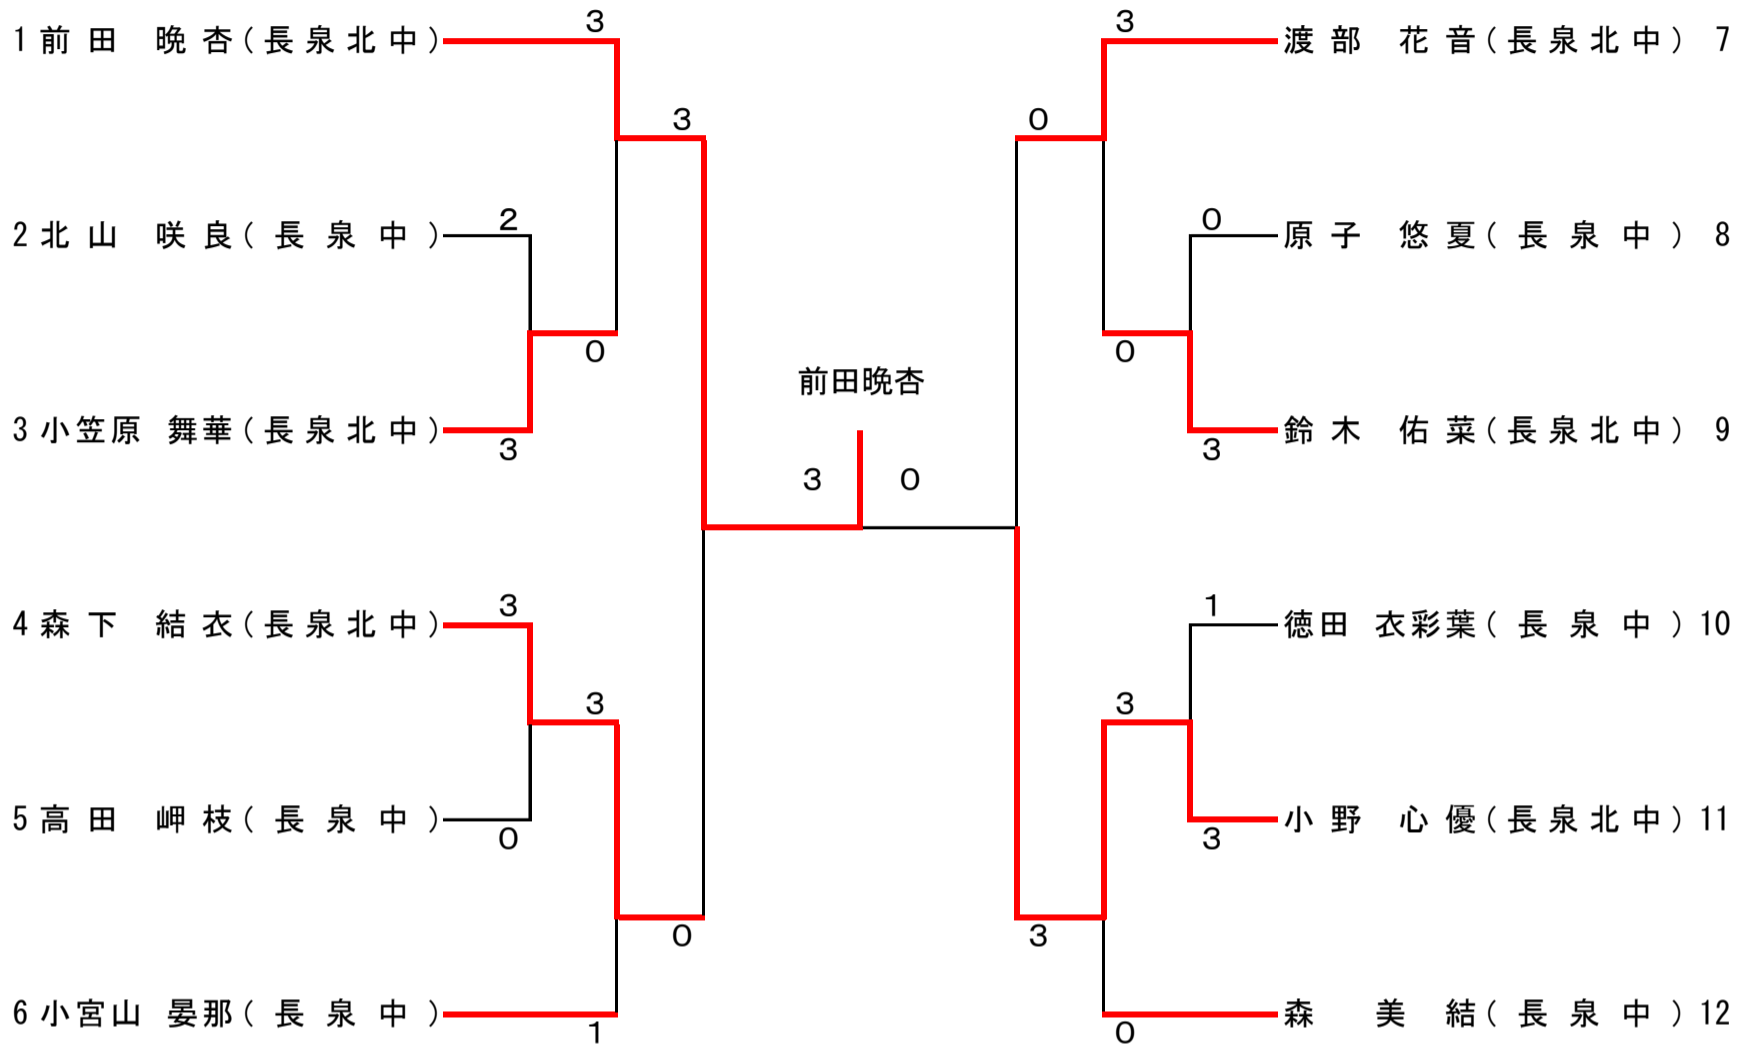 1 前田 晩杏(長泉北中)
3
3
渡部 花音(長泉北中) 7
3
0
2 北山 咲良(長泉中)
2
0
原子 悠夏(長泉中) 8
0
0
前田晩杏
3 小笠原 舞華(長泉北中)
3
3
0
鈴木 佑菜(長泉北中) 9
3
4 森下 結衣(長泉北中)
3
1
徳田 衣彩葉(長泉中) 10
3
3
5 高田 岬枝(長泉中)
0
3
小野 心優(長泉北中) 11
0
3
6 小宮山 晏那(長泉中)
1
0
森 美結(長泉中) 12